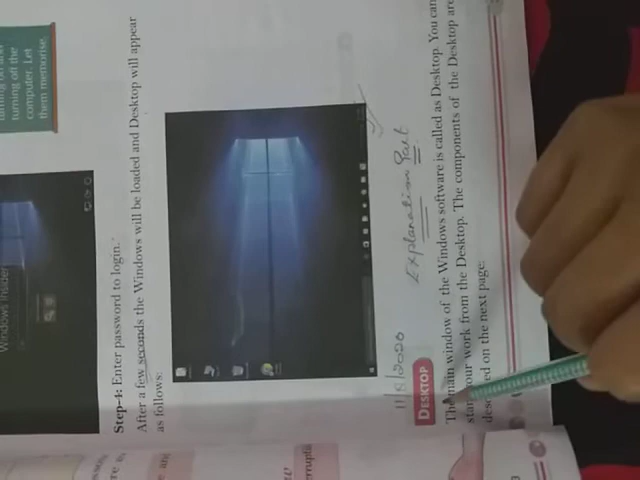 turning off the
computer. Let
them memorise.
Windows Insider
Step-4: Enter password to login.
After a few seconds the Windows will be loaded and Desktop will appear
as follows:
11/8/2020 Explanation Part
DESKTOP
The main window of the Windows software is called as Desktop. You can
start your work from the Desktop. The components of the Desktop are
on the next page: